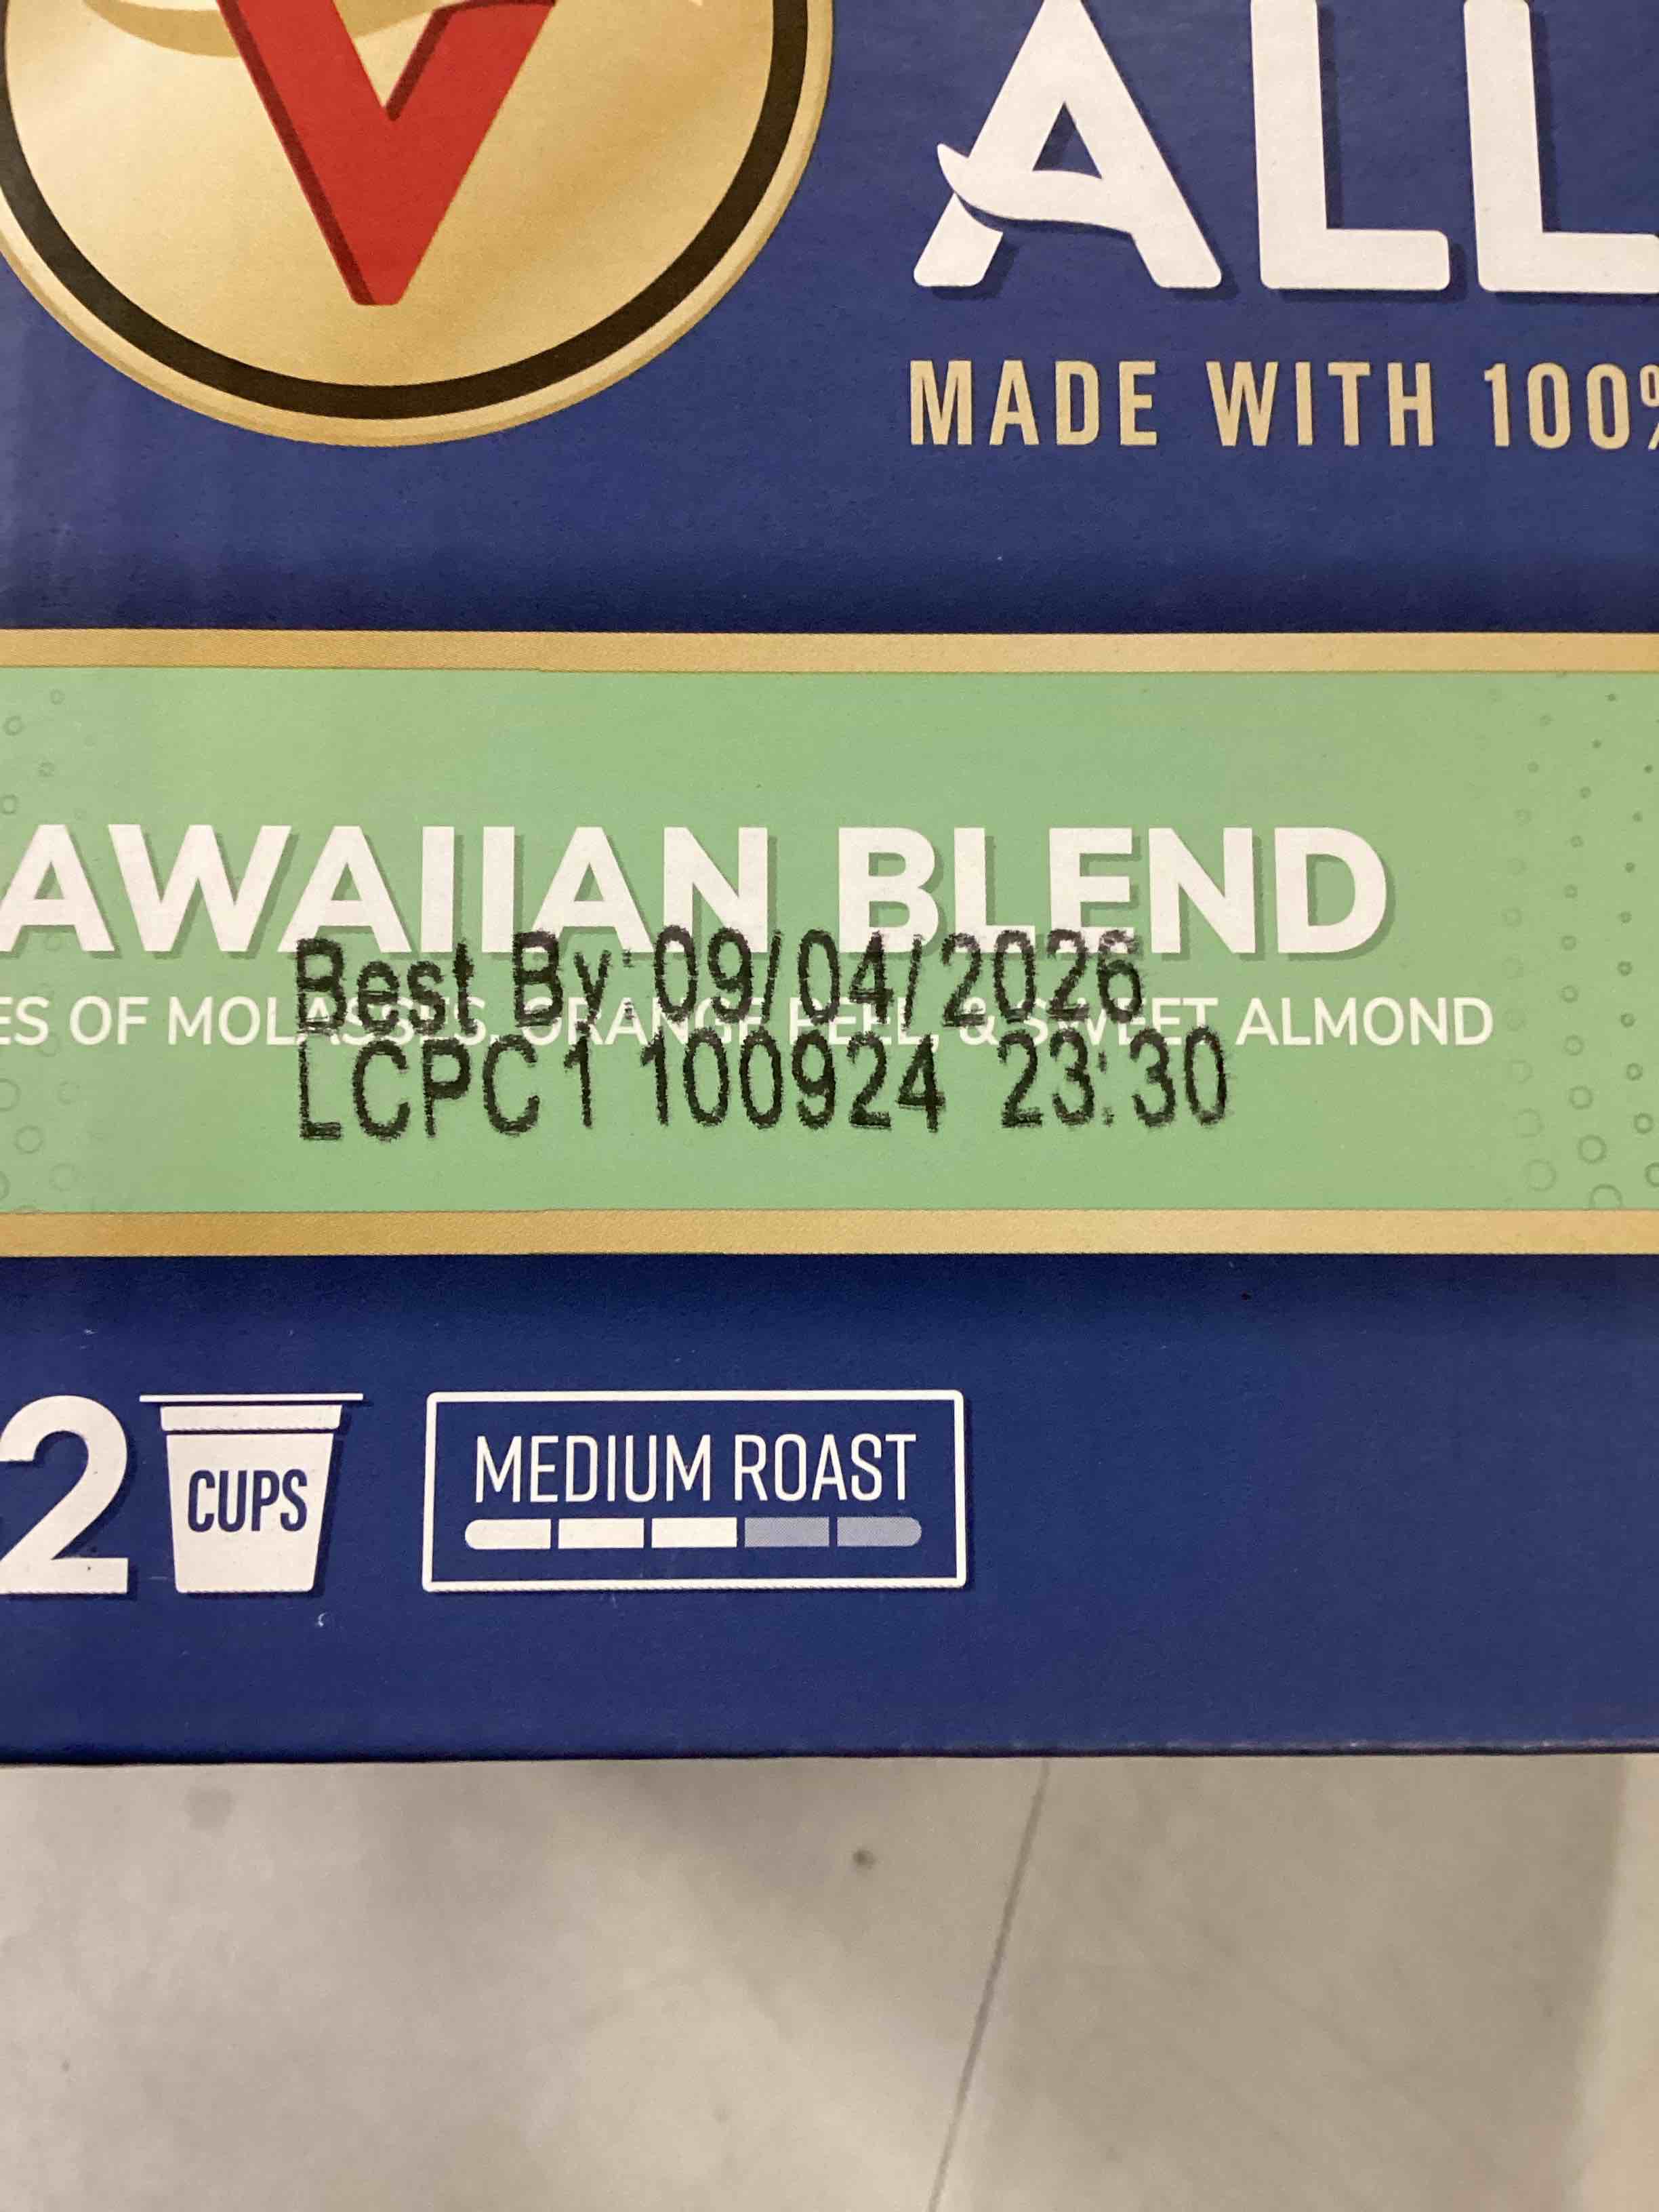 V
ALL
MADE WITH 100%
AWAIIAN BLEND
ES OF MOLASSES, ORANGE PEEL, & SWEET ALMOND
Best By:09/04/2026
LCPC1 100924 23:30
2 CUPS
MEDIUM ROAST